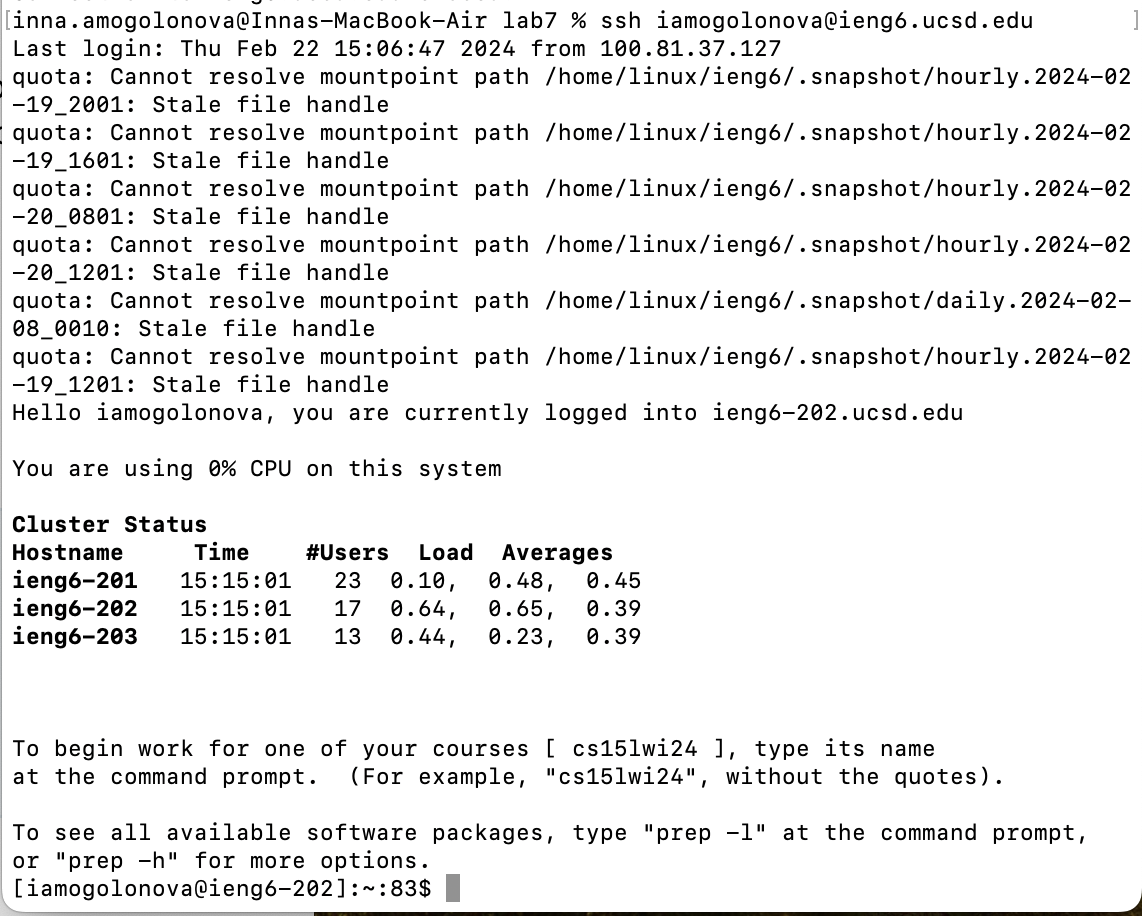 [inna.amogolonova@Innas-MacBook-Air lab7 % ssh iamogolonova@ieng6.ucsd.edu ]
Last login: Thu Feb 22 15:06:47 2024 from 100.81.37.127
quota: Cannot resolve mountpoint path /home/linux/ieng6/.snapshot/hourly.2024-02
-19_2001: Stale file handle
quota: Cannot resolve mountpoint path /home/linux/ieng6/.snapshot/hourly.2024-02
-19_1601: Stale file handle
quota: Cannot resolve mountpoint path /home/linux/ieng6/.snapshot/hourly.2024-02
-20_0801: Stale file handle
quota: Cannot resolve mountpoint path /home/linux/ieng6/.snapshot/hourly.2024-02
-20_1201: Stale file handle
quota: Cannot resolve mountpoint path /home/linux/ieng6/.snapshot/daily.2024-02-
08_0010: Stale file handle
quota: Cannot resolve mountpoint path /home/linux/ieng6/.snapshot/hourly.2024-02
-19_1201: Stale file handle
Hello iamogolonova, you are currently logged into ieng6-202.ucsd.edu
You are using 0% CPU on this system
Cluster Status
Hostname     Time    #Users  Load  Averages
ieng6-201   15:15:01   23  0.10,  0.48,  0.45
ieng6-202   15:15:01   17  0.64,  0.65,  0.39
ieng6-203   15:15:01   13  0.44,  0.23,  0.39
To begin work for one of your courses [ cs15lwi24 ], type its name
at the command prompt.  (For example, "cs15lwi24", without the quotes).
To see all available software packages, type "prep -l" at the command prompt,
or "prep -h" for more options.
[iamogolonova@ieng6-202]:~:83$